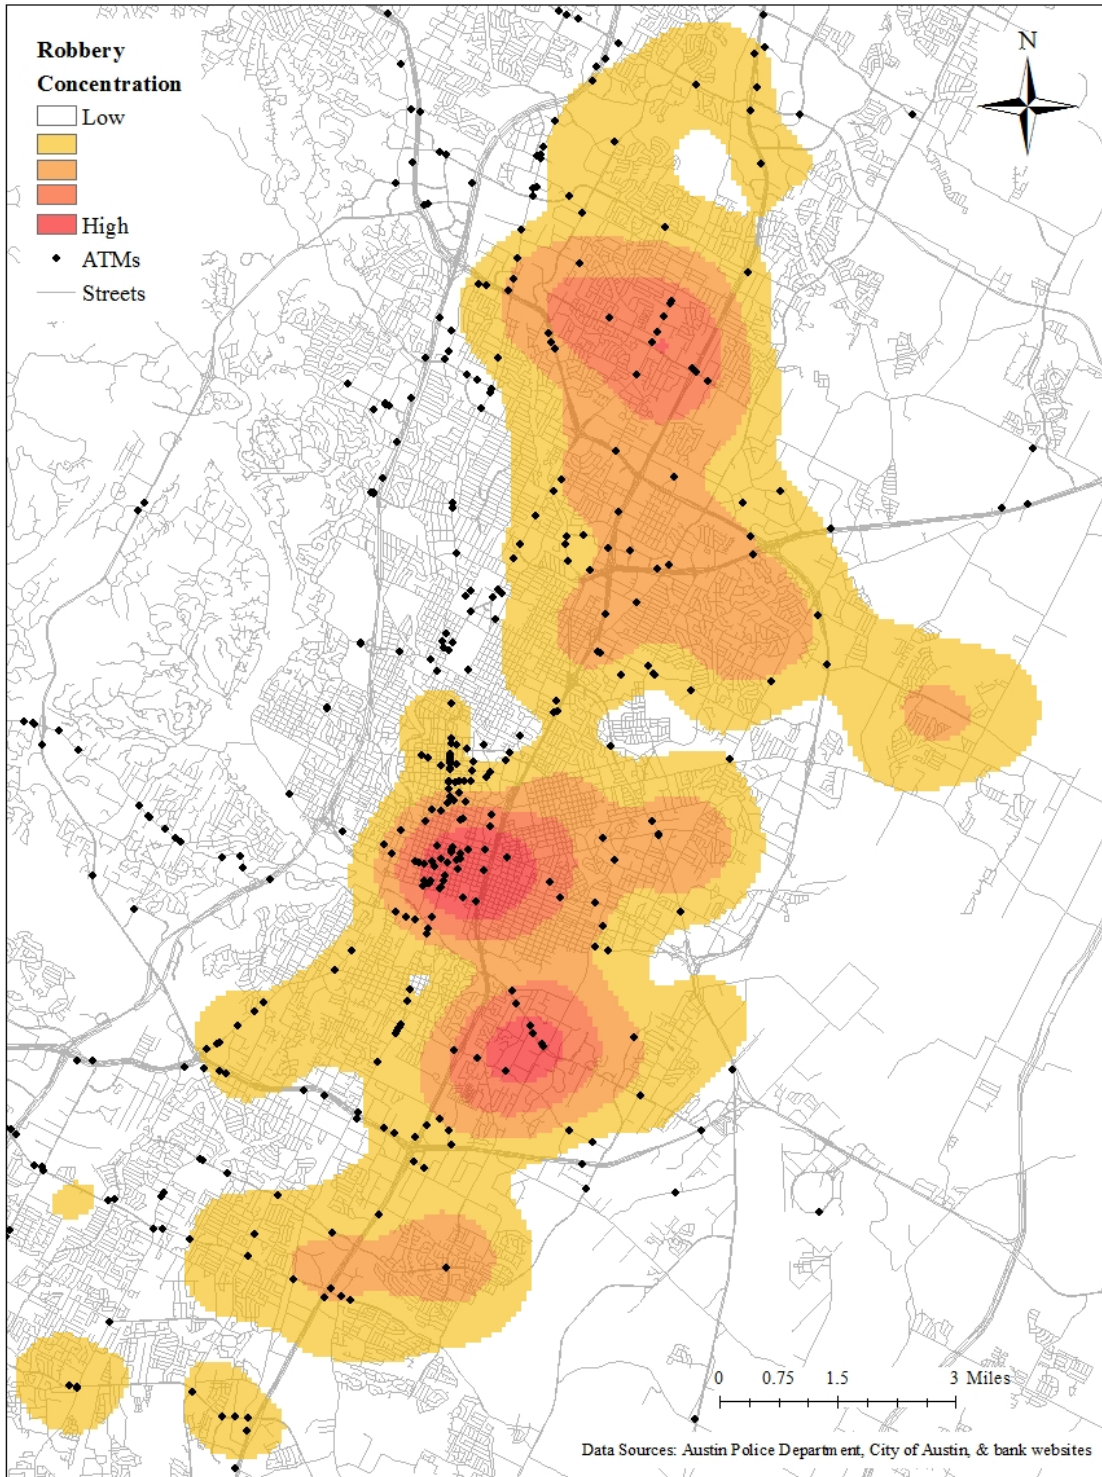 Robbery
Concentration
Low
High
ATMs
Streets
N
0 0.75 1.5 3 Miles
Data Sources: Austin Police Department, City of Austin, & bank websites